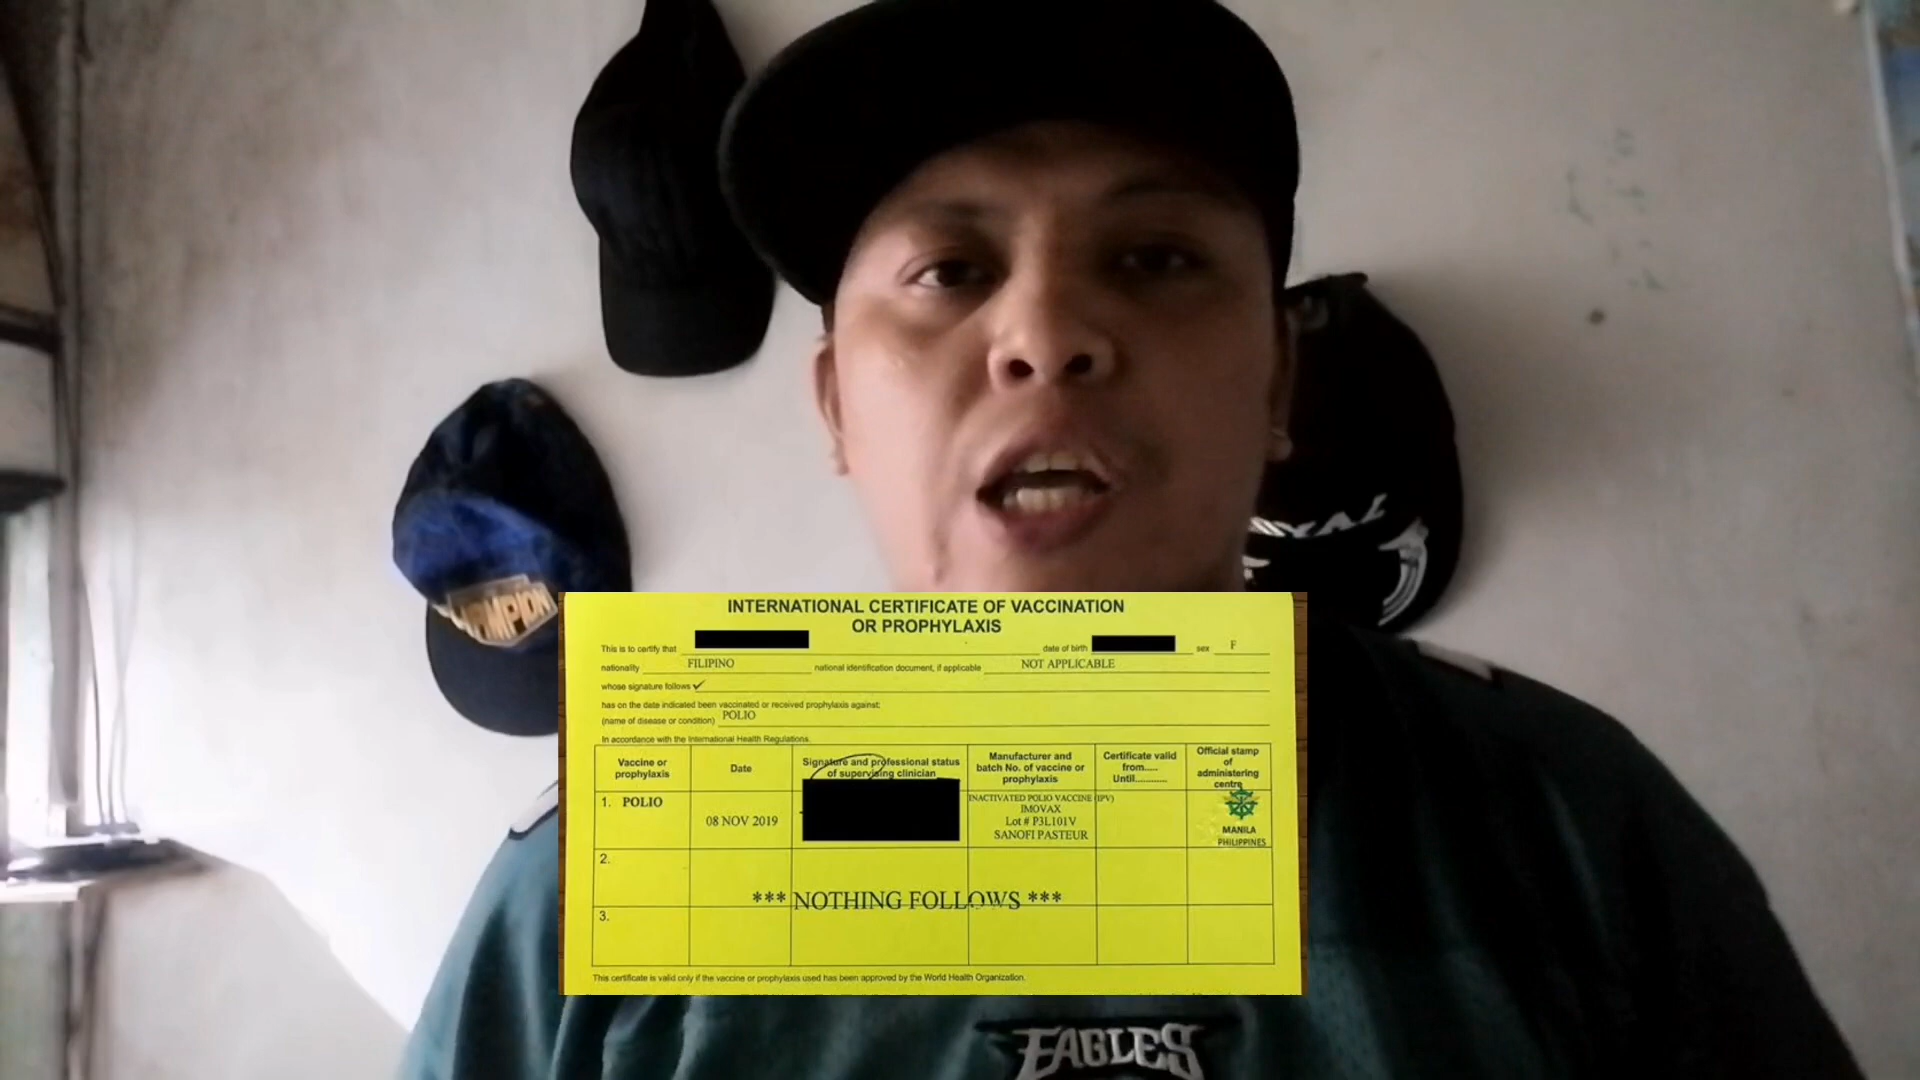 CHAMPION
INTERNATIONAL CERTIFICATE OF VACCINATION
OR PROPHYLAXIS
This is to certify that
date of birth
sex F
nationality FILIPINO national identification document, if applicable NOT APPLICABLE
whose signature follows ✓
has on the date indicated been vaccinated or received prophylaxis against:
(name of disease or condition) POLIO
In accordance with the International Health Regulations.
Vaccine or prophylaxis
Date
Signature and professional status of supervising clinician
Manufacturer and batch No. of vaccine or prophylaxis
Certificate valid from..... Until............
Official stamp of administering centre
1. POLIO
08 NOV 2019
INACTIVATED POLIO VACCINE (IPV)
IMOVAX
Lot # P3L101V
SANOFI PASTEUR
MANILA
PHILIPPINES
2.
*** NOTHING FOLLOWS ***
3.
This certificate is valid only if the vaccine or prophylaxis used has been approved by the World Health Organization.
EAGLES